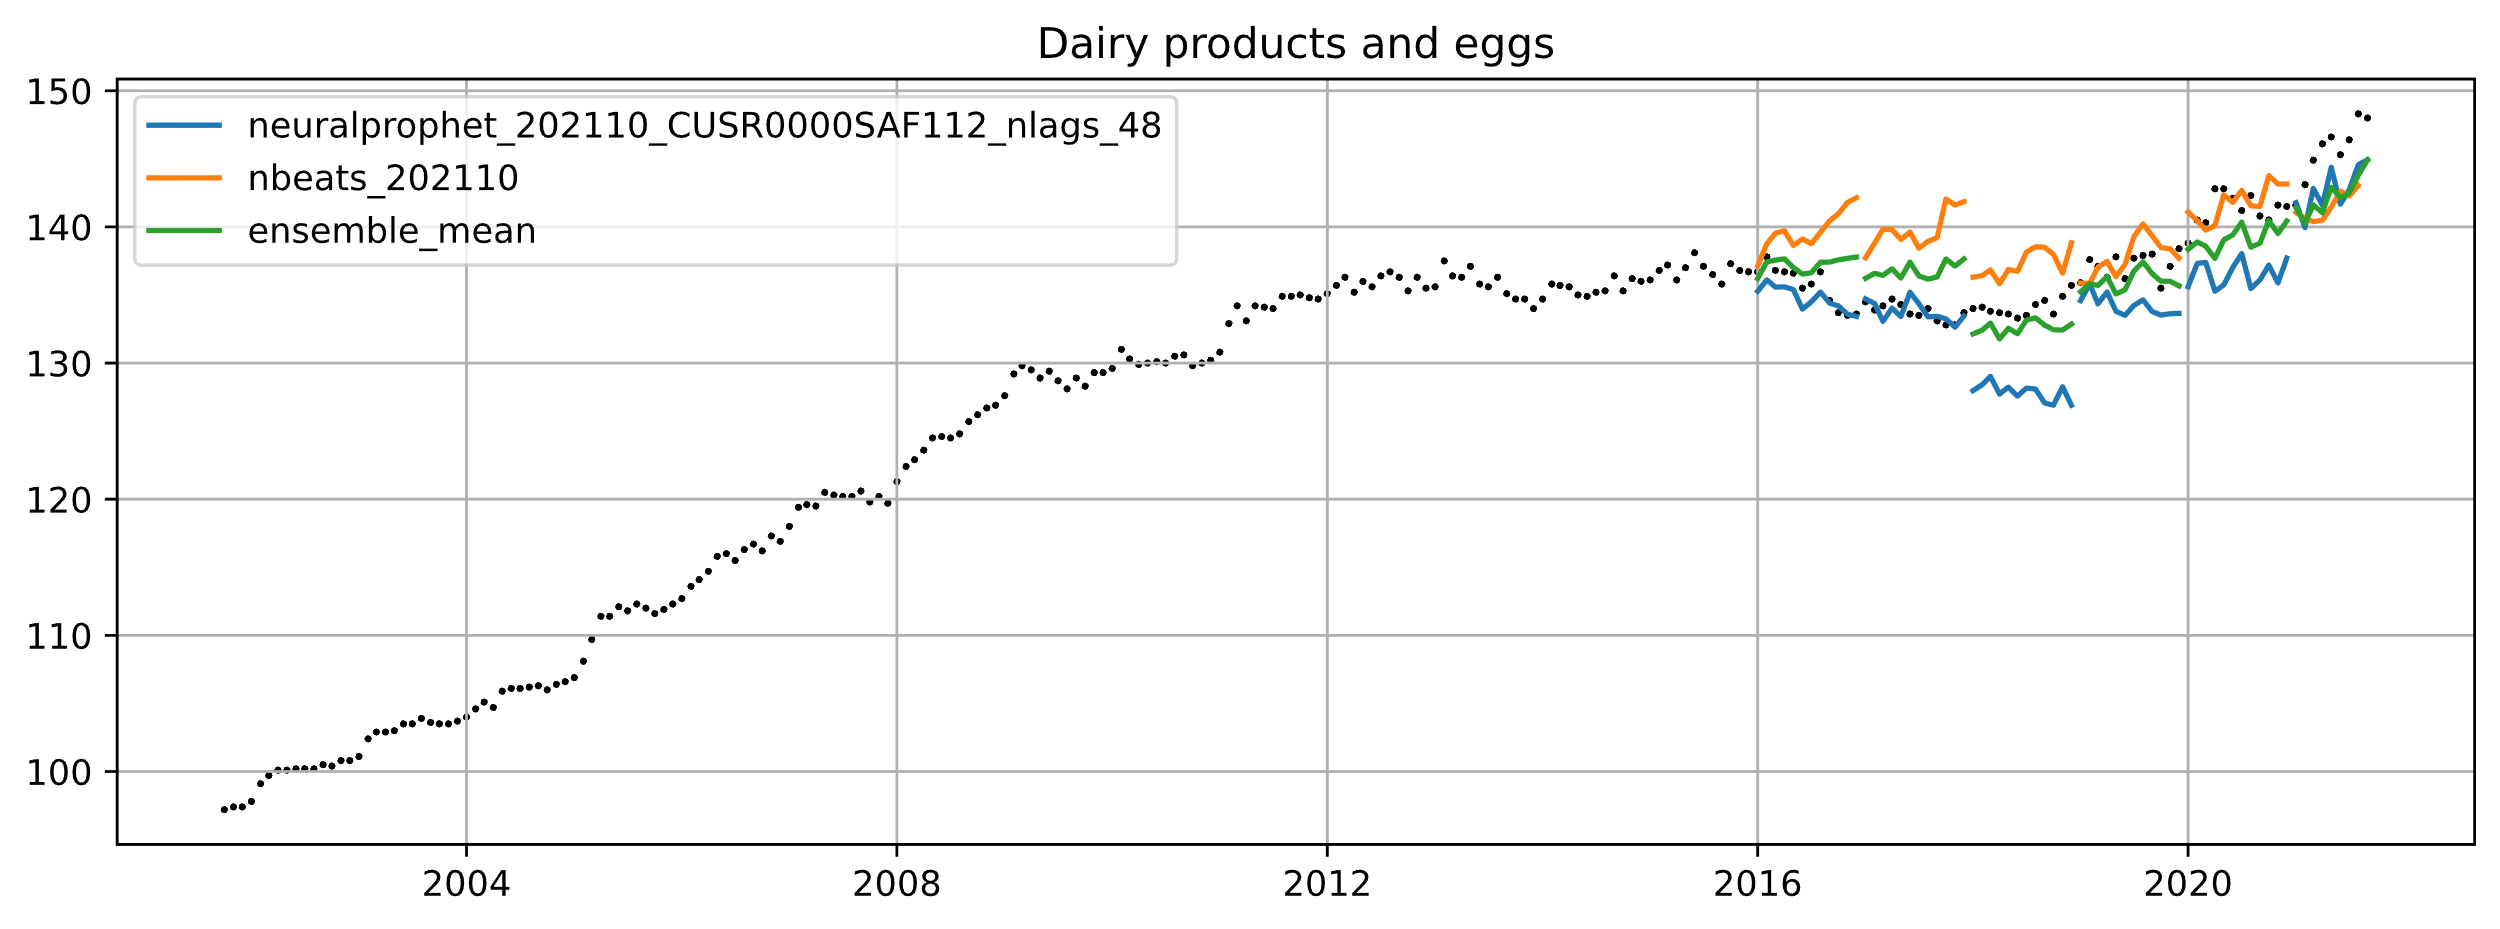 Dairy products and eggs
150
140
130
120
110
100
neuralprophet_202110_CUSR0000SAF112_nlags_48
nbeats_202110
ensemble_mean
2004 2008 2012 2016 2020